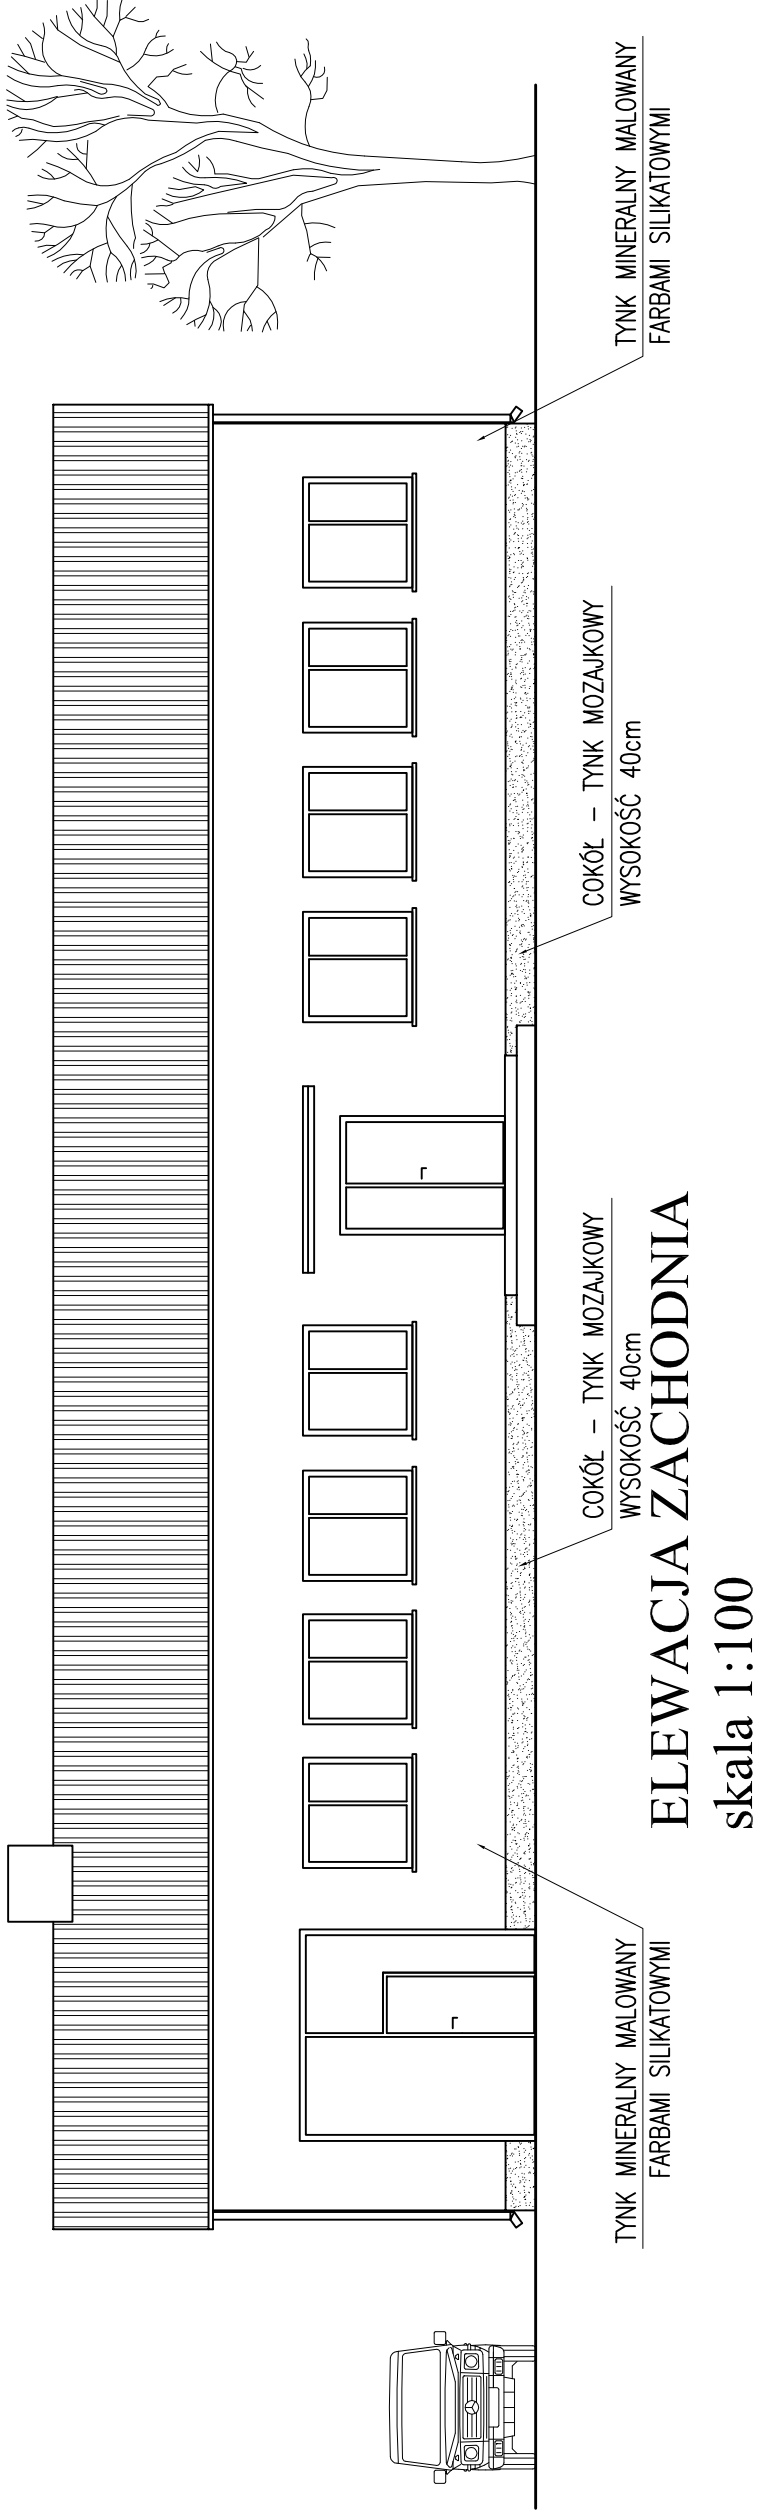 TYNK MINERALNY MALOWANY
FARBAMI SILIKATOWYMI
COKÓŁ - TYNK MOZAJKOWY
WYSOKOŚĆ 40cm
COKÓŁ - TYNK MOZAJKOWY
WYSOKOŚĆ 40cm
TYNK MINERALNY MALOWANY
FARBAMI SILIKATOWYMI
ELEWACJA ZACHODNIA
skala 1:100